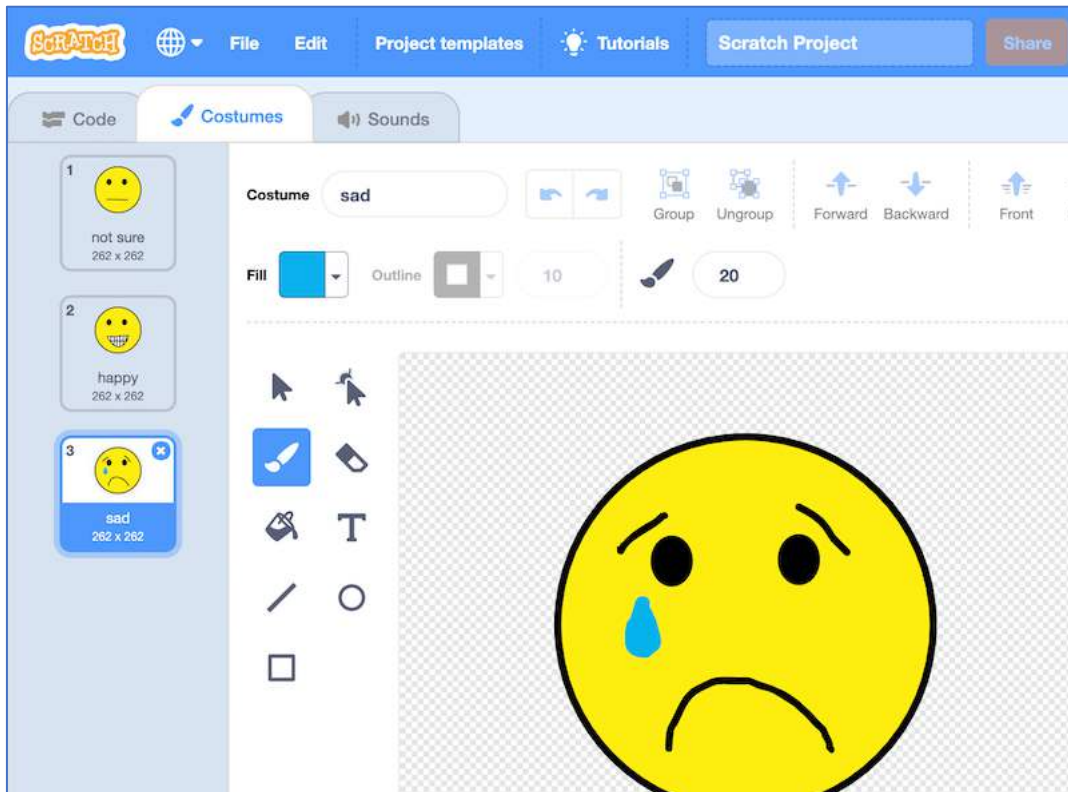 SCRATCH File Edit Project templates Tutorials Scratch Project Share
Code Costumes Sounds
1
not sure
262 x 262
2
happy
262 x 262
3
sad
262 x 262
Costume sad Group Ungroup Forward Backward Front
Fill Outline 10 20
T